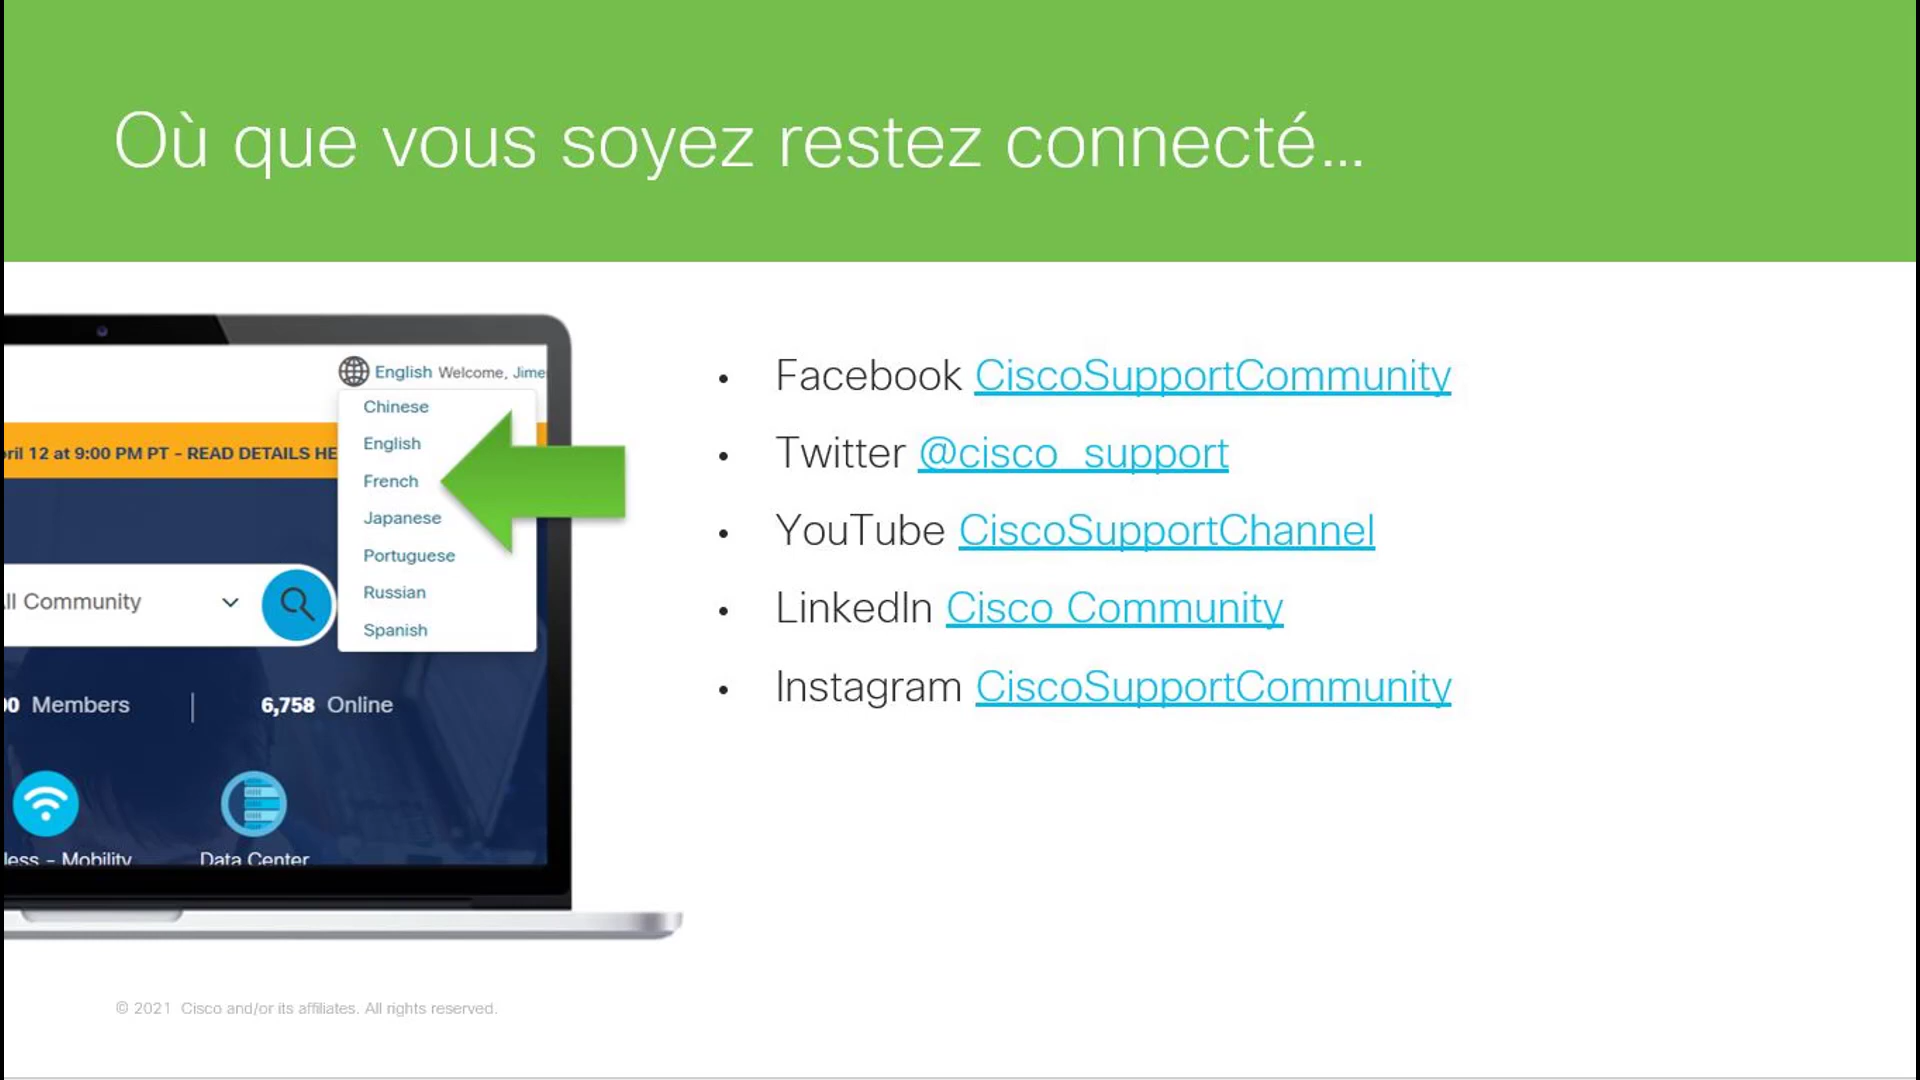 Où que vous soyez restez connecté...
English Welcome, Jime
Chinese
English
French
Japanese
Portuguese
Russian
Spanish
ril 12 at 9:00 PM PT - READ DETAILS HE
ll Community
0 Members | 6,758 Online
less - Mobility
Data Center
• Facebook CiscoSupportCommunity
• Twitter @cisco_support
• YouTube CiscoSupportChannel
• LinkedIn Cisco Community
• Instagram CiscoSupportCommunity
© 2021 Cisco and/or its affiliates. All rights reserved.